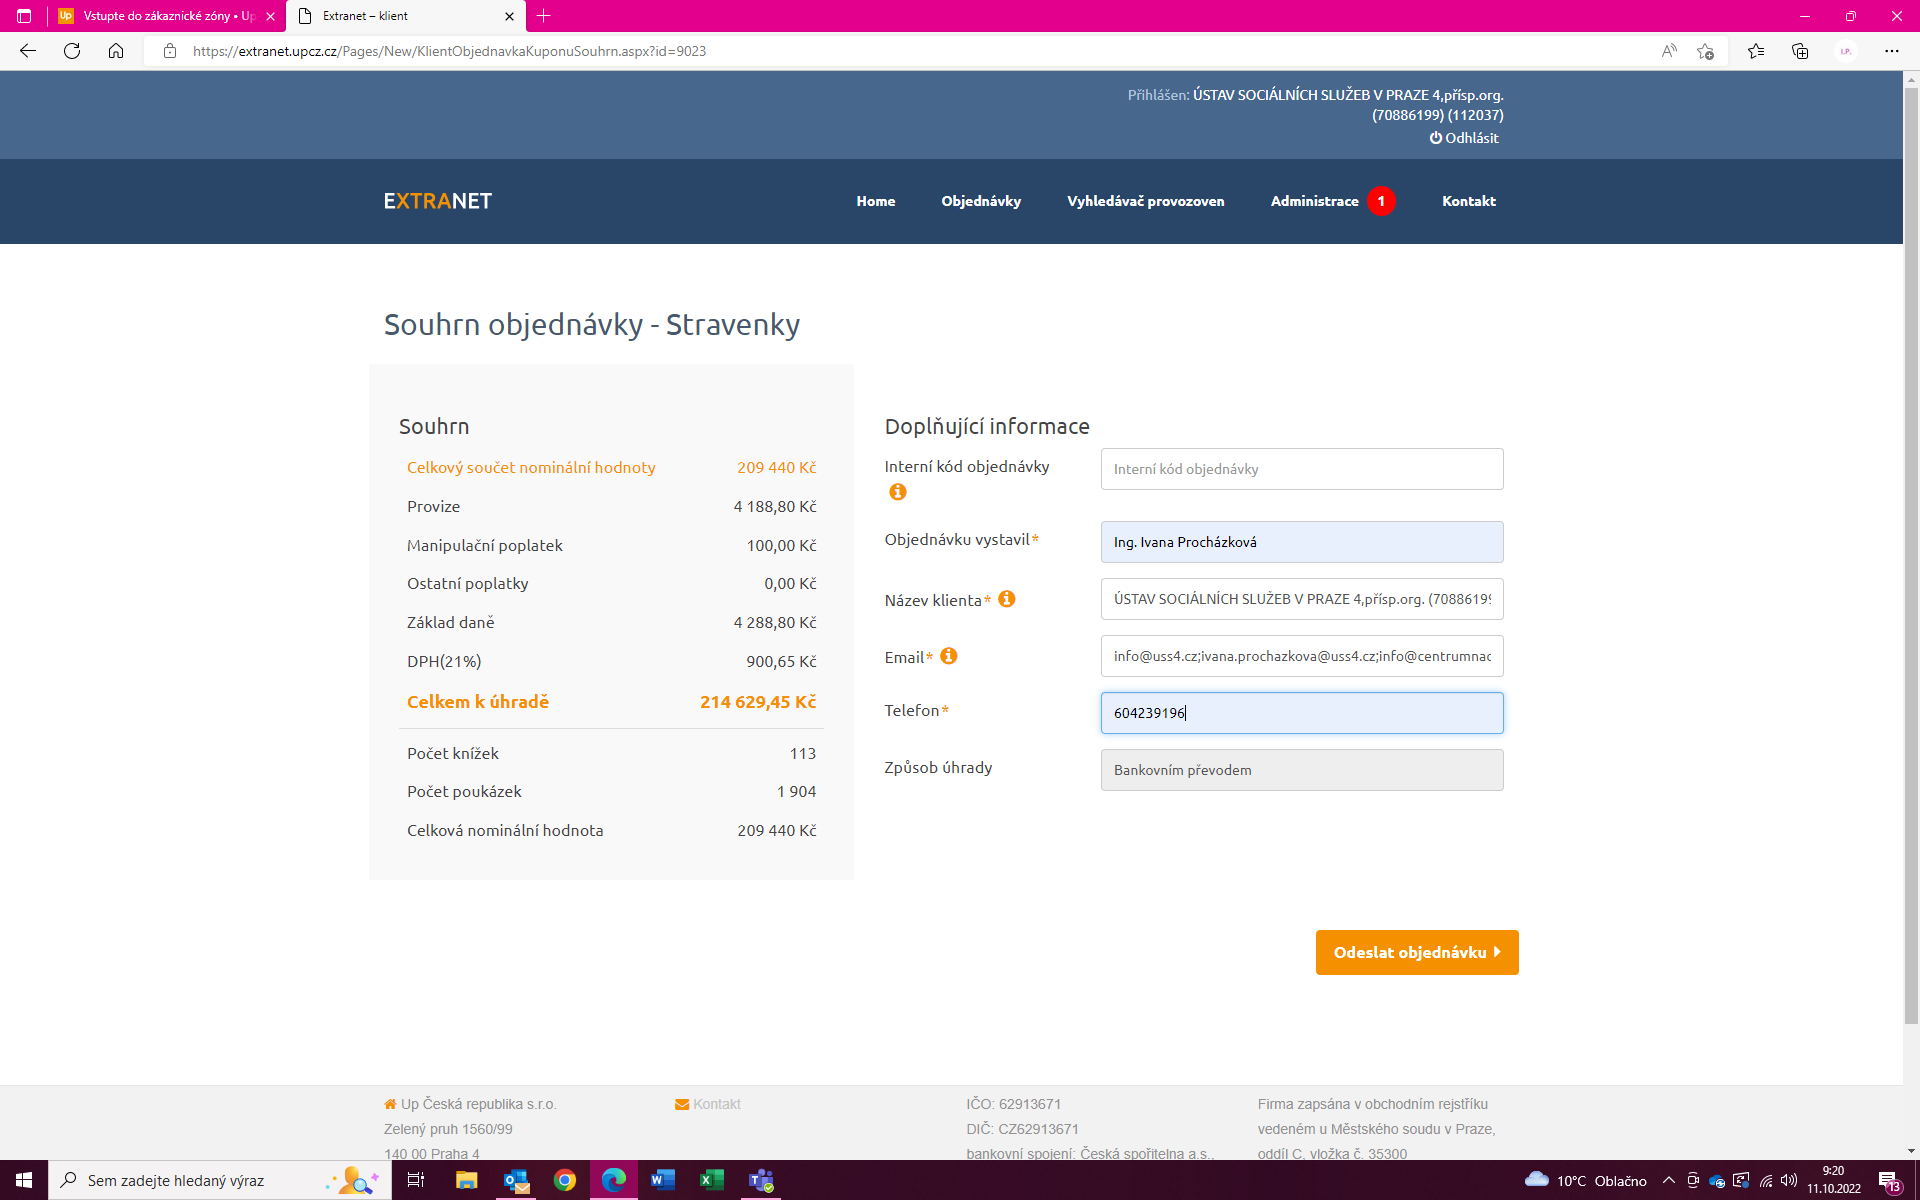 Vstupte do zákaznické zóny • Up
Extranet – klient
https://extranet.upcz.cz/Pages/New/KlientObjednavkaKuponuSouhrn.aspx?id=9023
Přihlášen: ÚSTAV SOCIÁLNÍCH SLUŽEB V PRAZE 4,přísp.org.
(70886199) (112037)
Odhlásit
EXTRANET
Home
Objednávky
Vyhledávač provozoven
Administrace 1
Kontakt
Souhrn objednávky - Stravenky
Souhrn
Celkový součet nominální hodnoty 209 440 Kč
Provize 4 188,80 Kč
Manipulační poplatek 100,00 Kč
Ostatní poplatky 0,00 Kč
Základ daně 4 288,80 Kč
DPH(21%) 900,65 Kč
Celkem k úhradě 214 629,45 Kč
Počet knížek 113
Počet poukázek 1 904
Celková nominální hodnota 209 440 Kč
Doplňující informace
Interní kód objednávky Interní kód objednávky
Objednávku vystavil* Ing. Ivana Procházková
Název klienta* ÚSTAV SOCIÁLNÍCH SLUŽEB V PRAZE 4,přísp.org. (70886199
Email* info@uss4.cz;ivana.prochazkova@uss4.cz;info@centrumnad
Telefon* 604239196
Způsob úhrady Bankovním převodem
Odeslat objednávku
Up Česká republika s.r.o.
Zelený pruh 1560/99
140 00 Praha 4
Kontakt
IČO: 62913671
DIČ: CZ62913671
bankovní spojení: Česká spořitelna a.s.,
Firma zapsána v obchodním rejstříku
vedeném u Městského soudu v Praze,
oddíl C, vložka č. 35300
Sem zadejte hledaný výraz
10°C Oblačno
9:20
11.10.2022
13